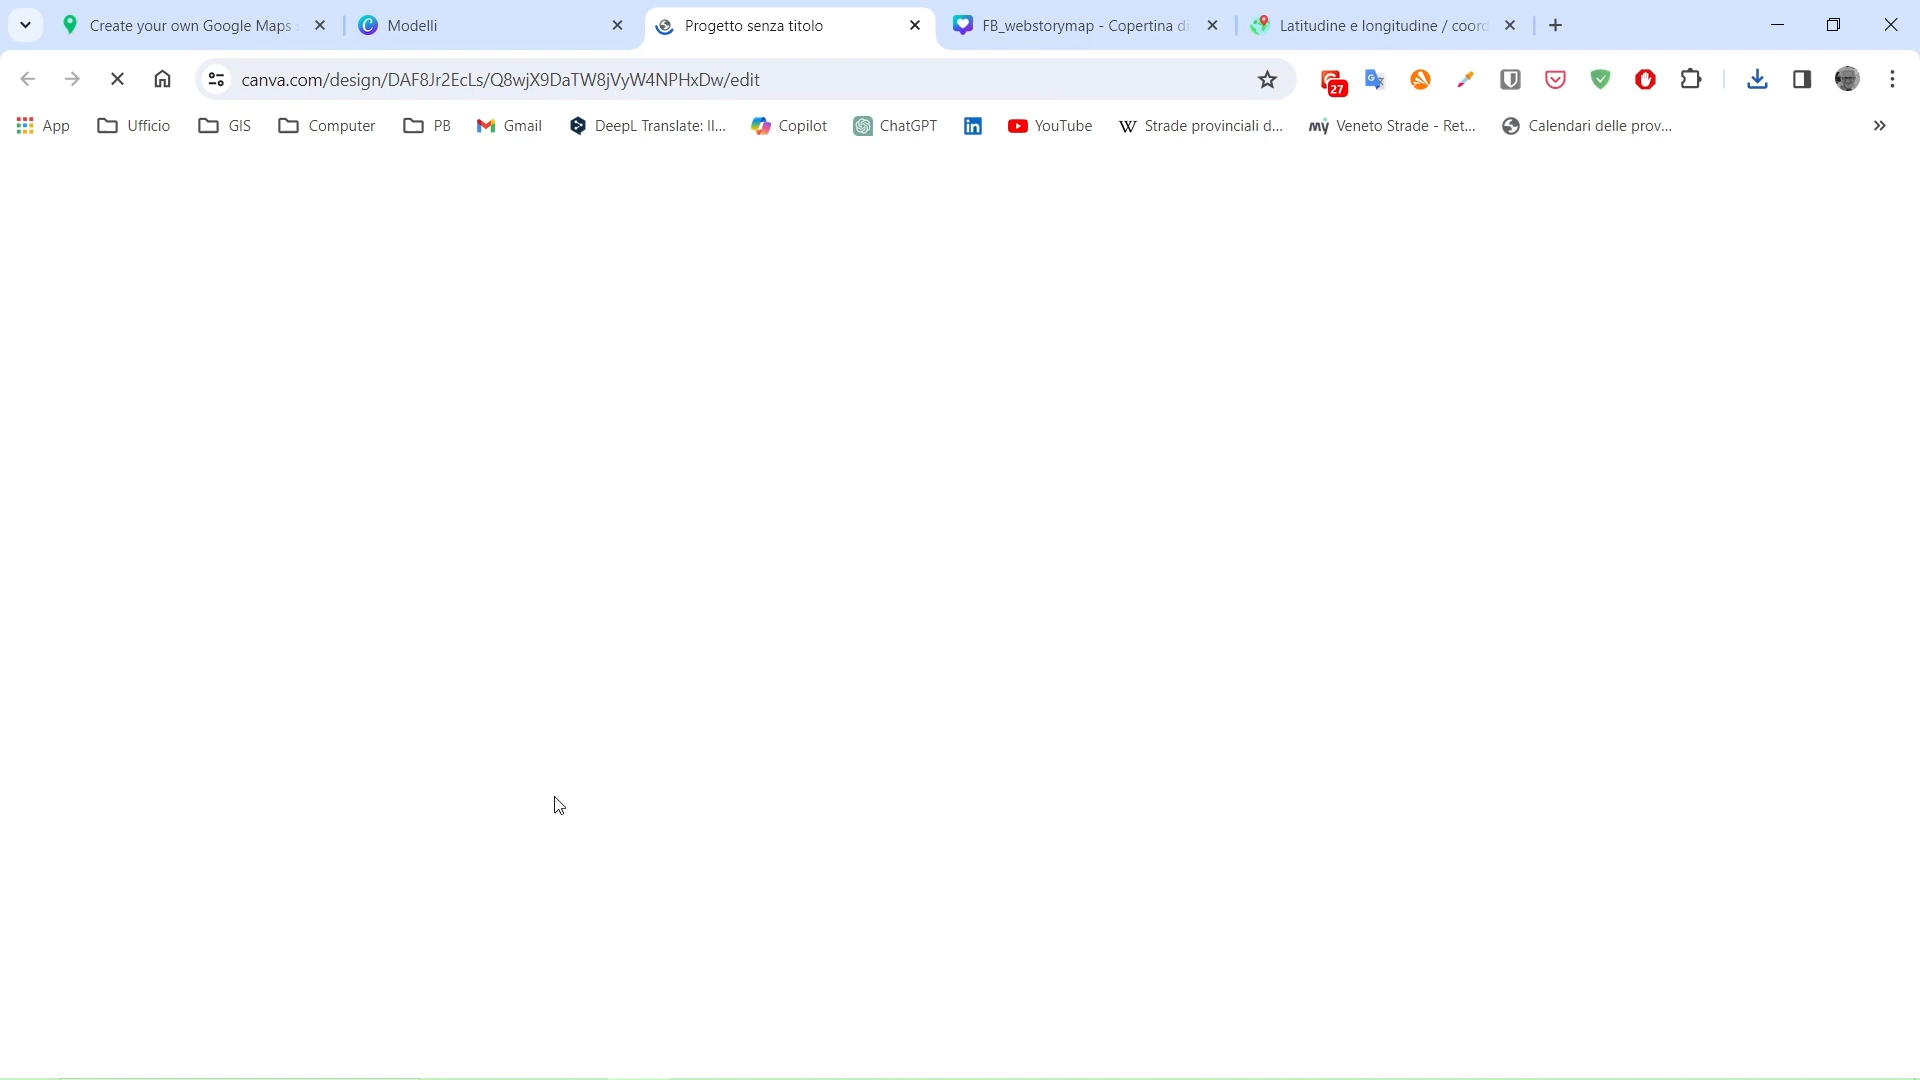 Create your own Google Maps
Modelli
Progetto senza titolo
FB_webstorymap - Copertina di
Latitudine e longitudine / coord
canva.com/design/DAF8Jr2EcLs/Q8wjX9DaTW8jVyW4NPHxDw/edit
27
App
Ufficio
GIS
Computer
PB
Gmail
DeepL Translate: Il...
Copilot
ChatGPT
YouTube
Strade provinciali d...
Veneto Strade - Ret...
Calendari delle prov...